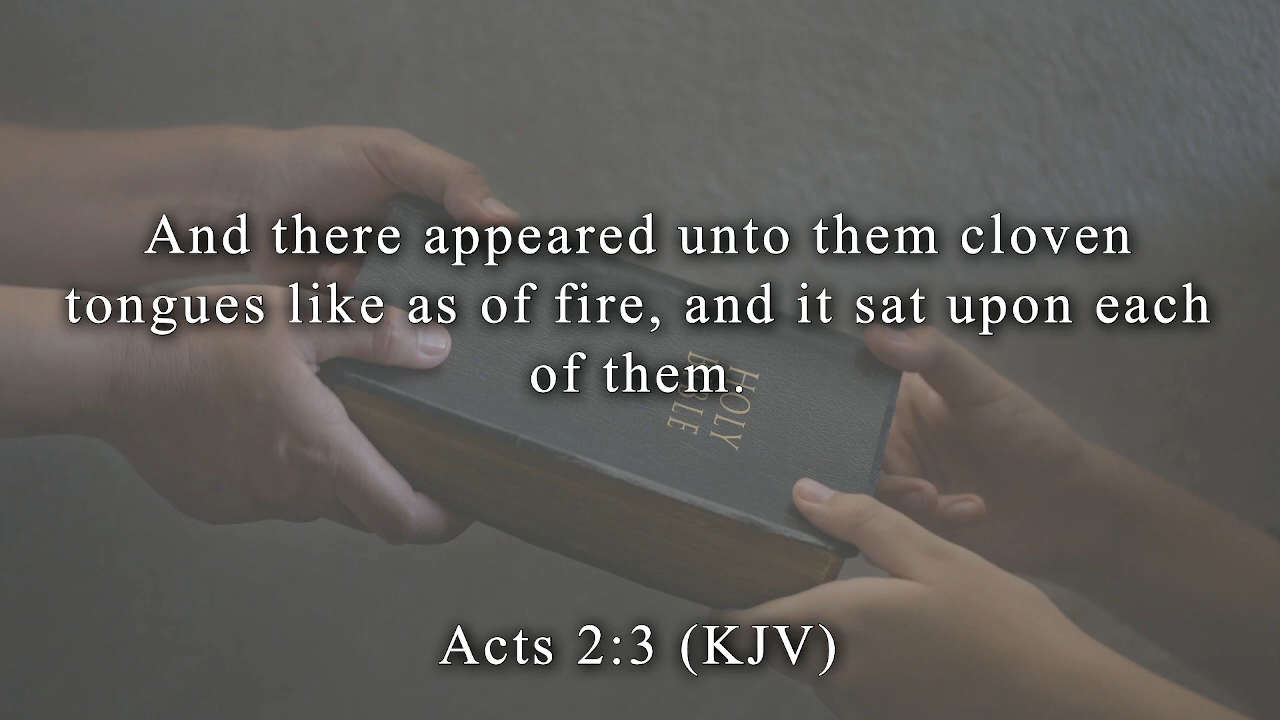 And there appeared unto them cloven
tongues like as of fire, and it sat upon each
of them.
HOLY
BIBLE
Acts 2:3 (KJV)